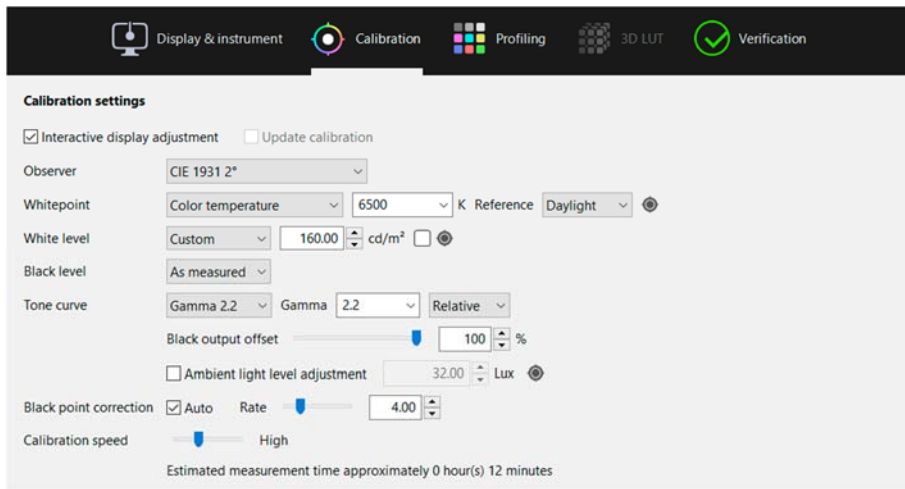 Display & instrument Calibration Profiling 3D LUT Verification
Calibration settings
Interactive display adjustment Update calibration
Observer CIE 1931 2°
Whitepoint Color temperature 6500 K Reference Daylight
White level Custom 160.00 cd/m²
Black level As measured
Tone curve Gamma 2.2 Gamma 2.2 Relative
Black output offset 100 %
Ambient light level adjustment 32.00 Lux
Black point correction Auto Rate 4.00
Calibration speed High
Estimated measurement time approximately 0 hour(s) 12 minutes